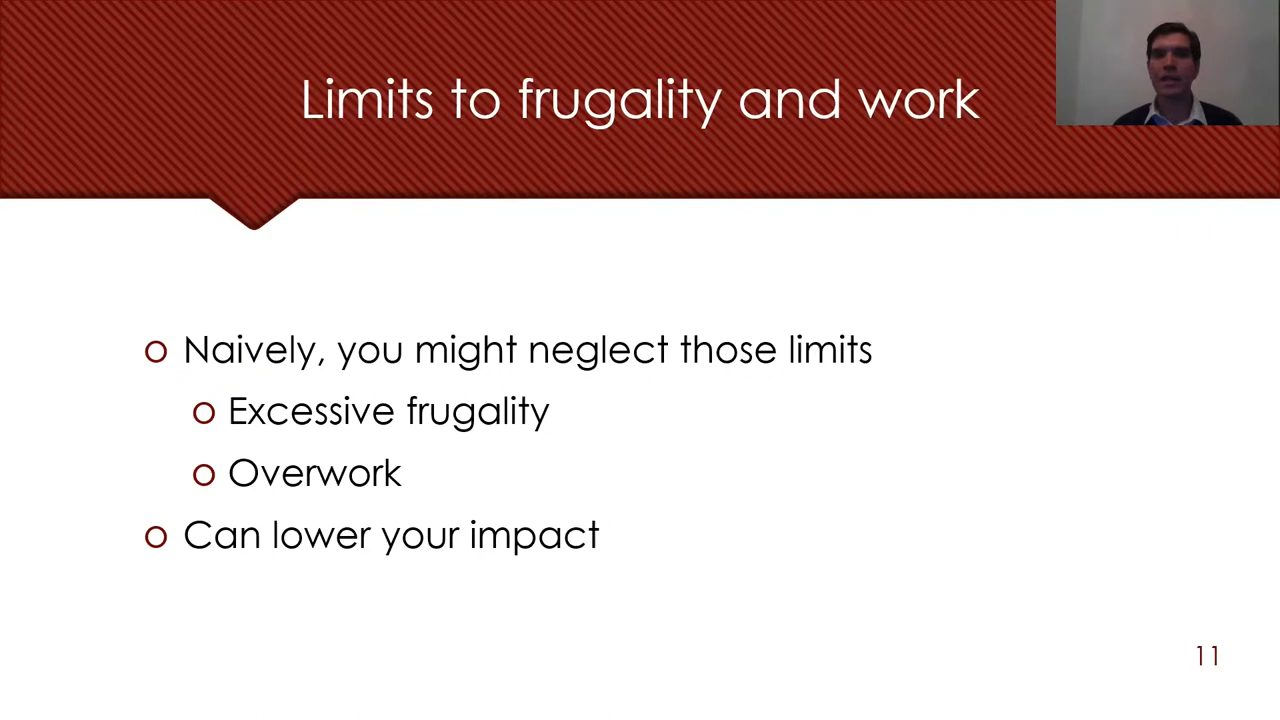 Limits to frugality and work
Naively, you might neglect those limits
Excessive frugality
Overwork
Can lower your impact
11